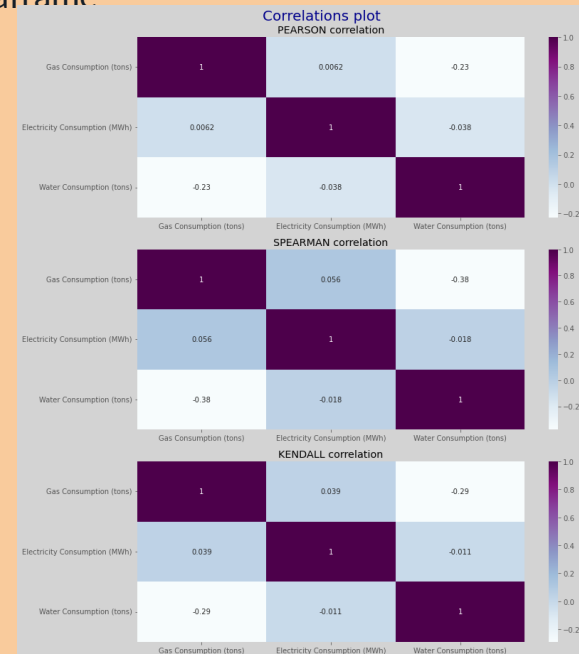 Correlations plot
PEARSON correlation
1.0
Gas Consumption (tons) 1 0.0062 -0.23
0.8
0.6
Electricity Consumption (MWh) 0.0062 1 -0.038
0.4
0.2
Water Consumption (tons) -0.23 -0.038 1
0.0
-0.2
Gas Consumption (tons) Electricity Consumption (MWh) Water Consumption (tons)
SPEARMAN correlation
1.0
Gas Consumption (tons) 1 0.056 -0.38
0.8
0.6
Electricity Consumption (MWh) 0.056 1 -0.018
0.4
0.2
Water Consumption (tons) -0.38 -0.018 1
0.0
-0.2
Gas Consumption (tons) Electricity Consumption (MWh) Water Consumption (tons)
KENDALL correlation
1.0
Gas Consumption (tons) 1 0.039 -0.29
0.8
0.6
Electricity Consumption (MWh) 0.039 1 -0.011
0.4
0.2
Water Consumption (tons) -0.29 -0.011 1
0.0
-0.2
Gas Consumption (tons) Electricity Consumption (MWh) Water Consumption (tons)